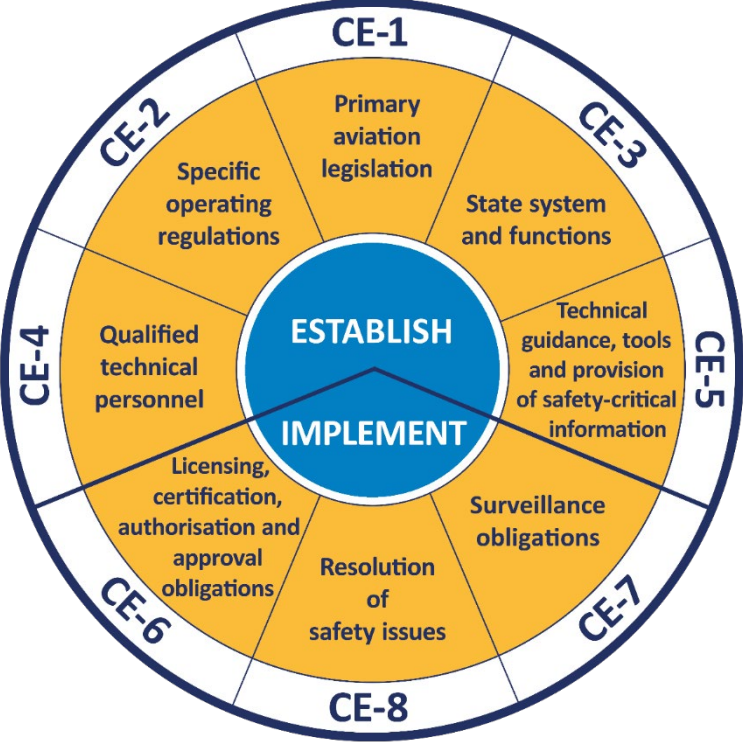 CE-1
Primary
aviation
legislation
CE-2
Specific
operating
regulations
CE-3
State system
and functions
CE-4
Qualified
technical
personnel
CE-5
Technical
guidance, tools
and provision
of safety-critical
information
ESTABLISH
IMPLEMENT
CE-6
Licensing,
certification,
authorisation and
approval
obligations
CE-7
Surveillance
obligations
CE-8
Resolution
of
safety issues